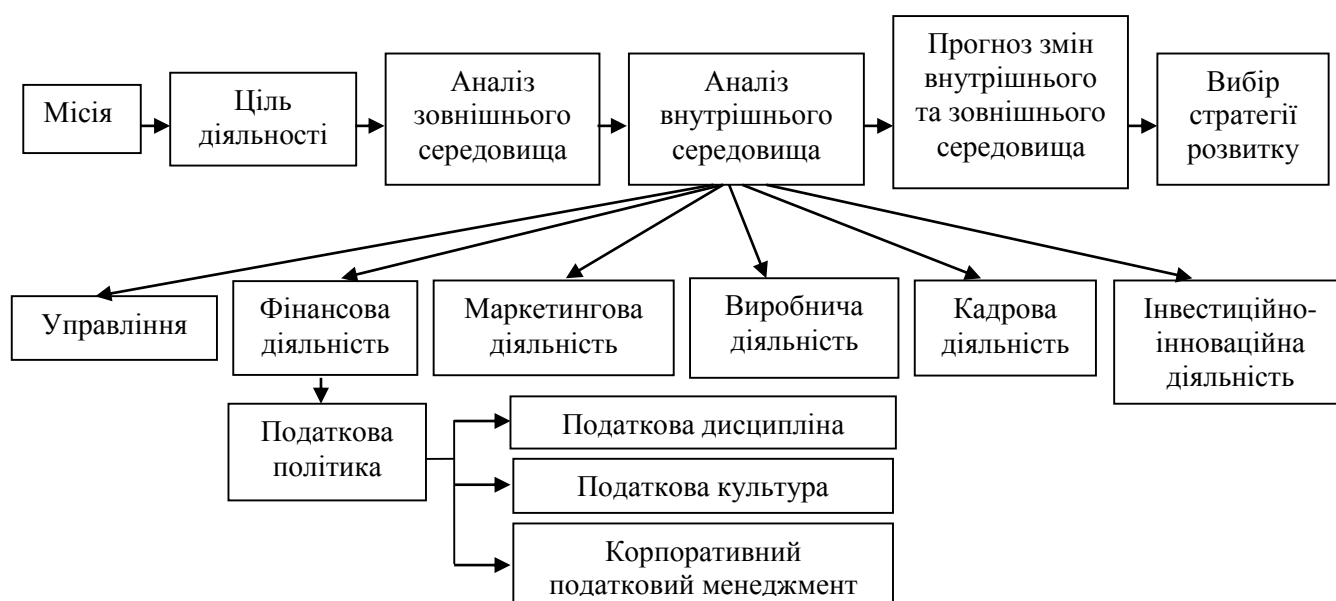 Місія
Ціль
діяльності
Аналіз
зовнішнього
середовища
Аналіз
внутрішнього
середовища
Прогноз змін
внутрішнього
та зовнішнього
середовища
Вибір
стратегії
розвитку
Управління
Фінансова
діяльність
Маркетингова
діяльність
Виробнича
діяльність
Кадрова
діяльність
Інвестиційно-
інноваційна
діяльність
Податкова
політика
Податкова дисципліна
Податкова культура
Корпоративний
податковий менеджмент